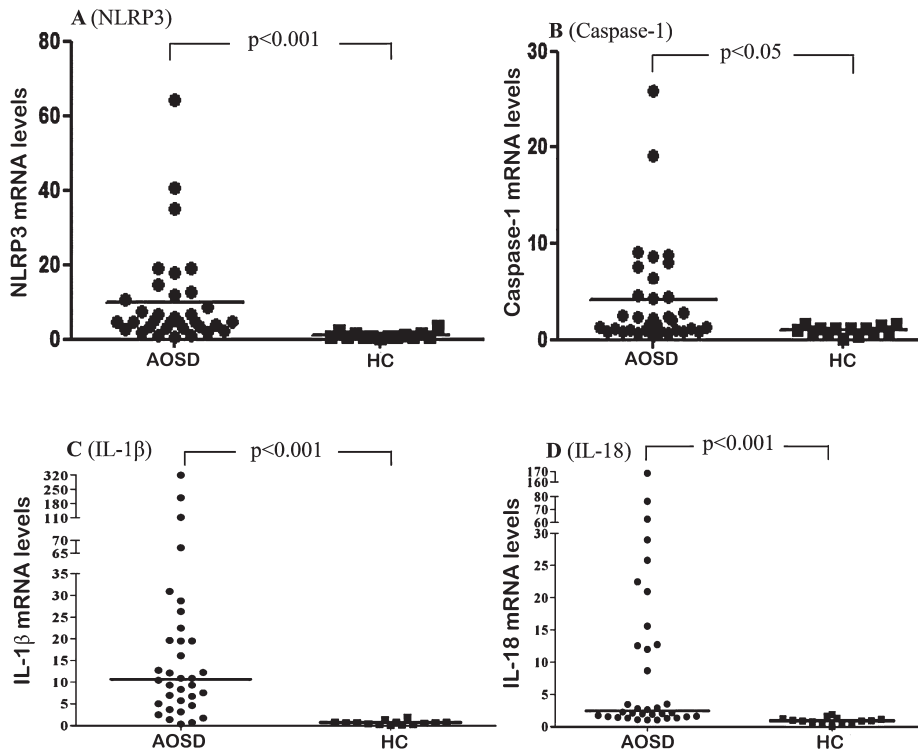 A (NLRP3)
p<0.001
NLRP3 mRNA levels
80
60
40
20
0
AOSD
HC
B (Caspase-1)
p<0.05
Caspase-1 mRNA levels
30
20
10
0
AOSD
HC
C (IL-1β)
p<0.001
IL-1β mRNA levels
320
250
180
110
70
65
35
30
25
20
15
10
5
0
AOSD
HC
D (IL-18)
p<0.001
IL-18 mRNA levels
170
160
80
70
60
30
25
20
15
10
5
0
AOSD
HC